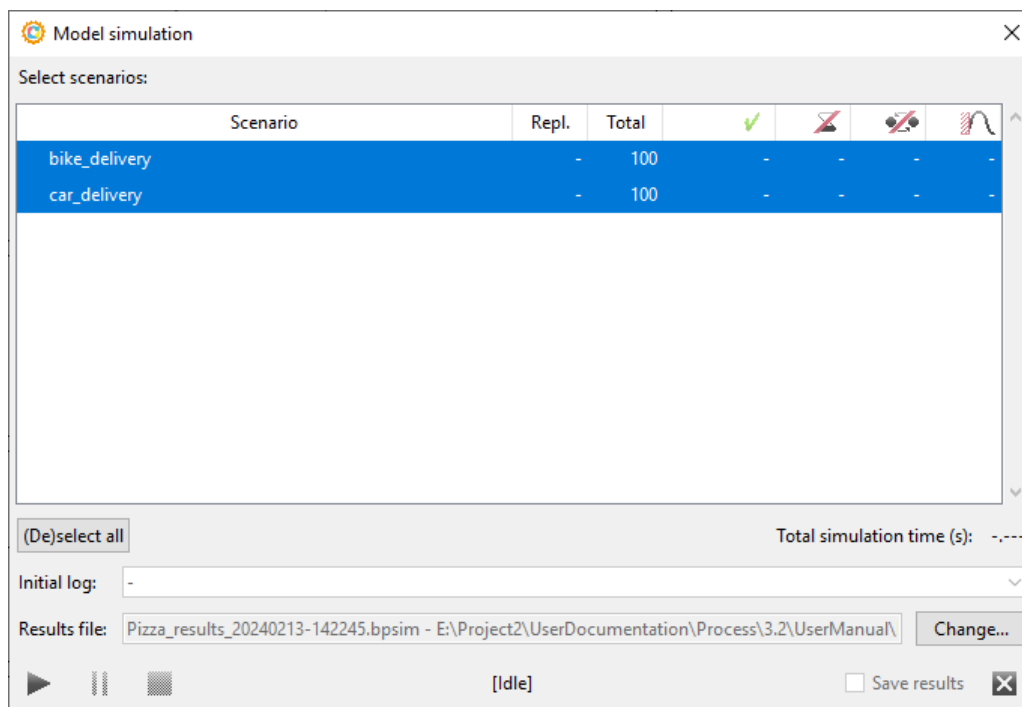 Model simulation
Select scenarios:
Scenario Repl. Total
bike_delivery - 100 - - - -
car_delivery - 100 - - - -
(De)select all Total simulation time (s): -.---
Initial log: -
Results file: Pizza_results_20240213-142245.bpsim - E:\Project2\UserDocumentation\Process\3.2\UserManual\ Change...
[Idle] Save results